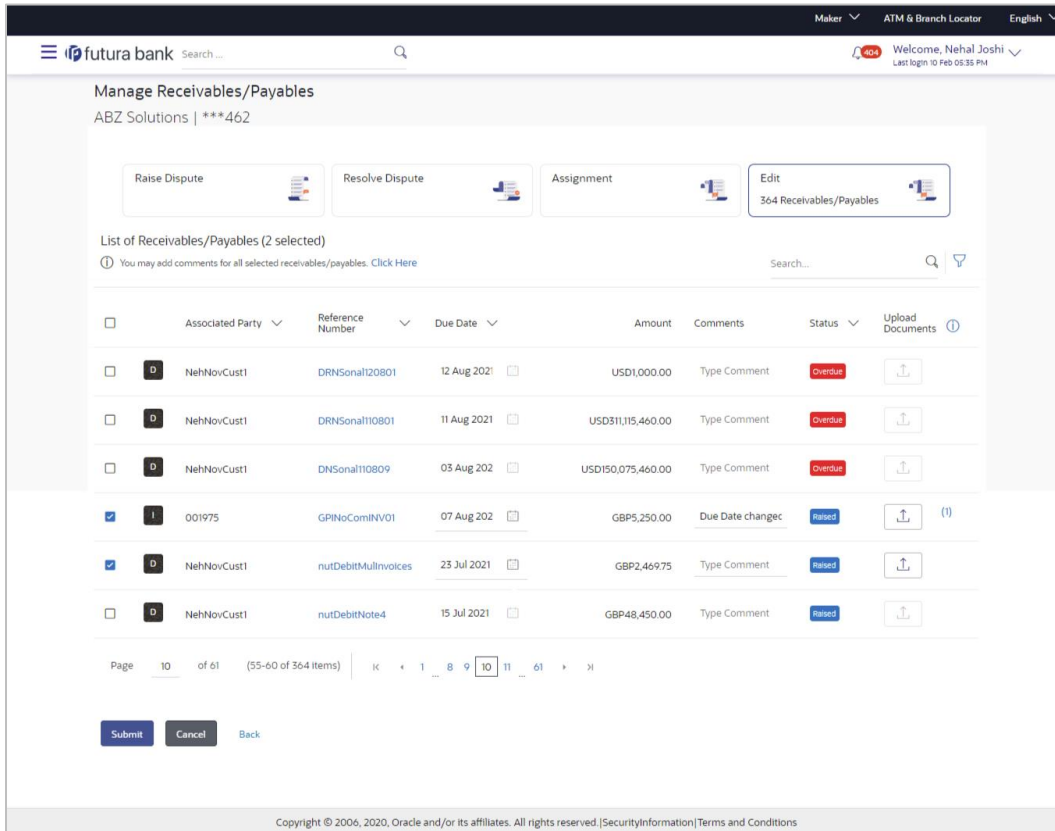 Maker ATM & Branch Locator English
futura bank Search... 404 Welcome, Nehal Joshi
Last login 10 Feb 05:35 PM
Manage Receivables/Payables
ABZ Solutions | ***462
Raise Dispute Resolve Dispute Assignment Edit
364 Receivables/Payables
List of Receivables/Payables (2 selected)
You may add comments for all selected receivables/payables. Click Here Search...
Associated Party Reference Number Due Date Amount Comments Status Upload Documents
D NehNovCust1 DRNSonal120801 12 Aug 2021 USD1,000.00 Type Comment Overdue
D NehNovCust1 DRNSonal110801 11 Aug 2021 USD311,115,460.00 Type Comment Overdue
D NehNovCust1 DNSonal110809 03 Aug 202 USD150,075,460.00 Type Comment Overdue
I 001975 GPINoComINV01 07 Aug 202 GBP5,250.00 Due Date changec Raised (1)
D NehNovCust1 nutDebitMulInvoices 23 Jul 2021 GBP2,469.75 Type Comment Raised
D NehNovCust1 nutDebitNote4 15 Jul 2021 GBP48,450.00 Type Comment Raised
Page 10 of 61 (55-60 of 364 items) 1 ... 8 9 10 11 ... 61
Submit Cancel Back
Copyright © 2006, 2020, Oracle and/or its affiliates. All rights reserved.|SecurityInformation|Terms and Conditions